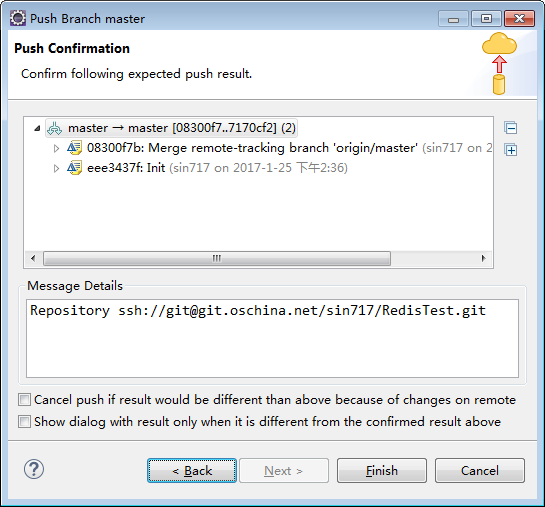 Push Branch master
Push Confirmation
Confirm following expected push result.
master → master [08300f7..7170cf2] (2)
08300f7b: Merge remote-tracking branch 'origin/master' (sin717 on 2
eee3437f: Init (sin717 on 2017-1-25 下午2:36)
Message Details
Repository ssh://git@git.oschina.net/sin717/RedisTest.git
Cancel push if result would be different than above because of changes on remote
Show dialog with result only when it is different from the confirmed result above
? < Back Next > Finish Cancel